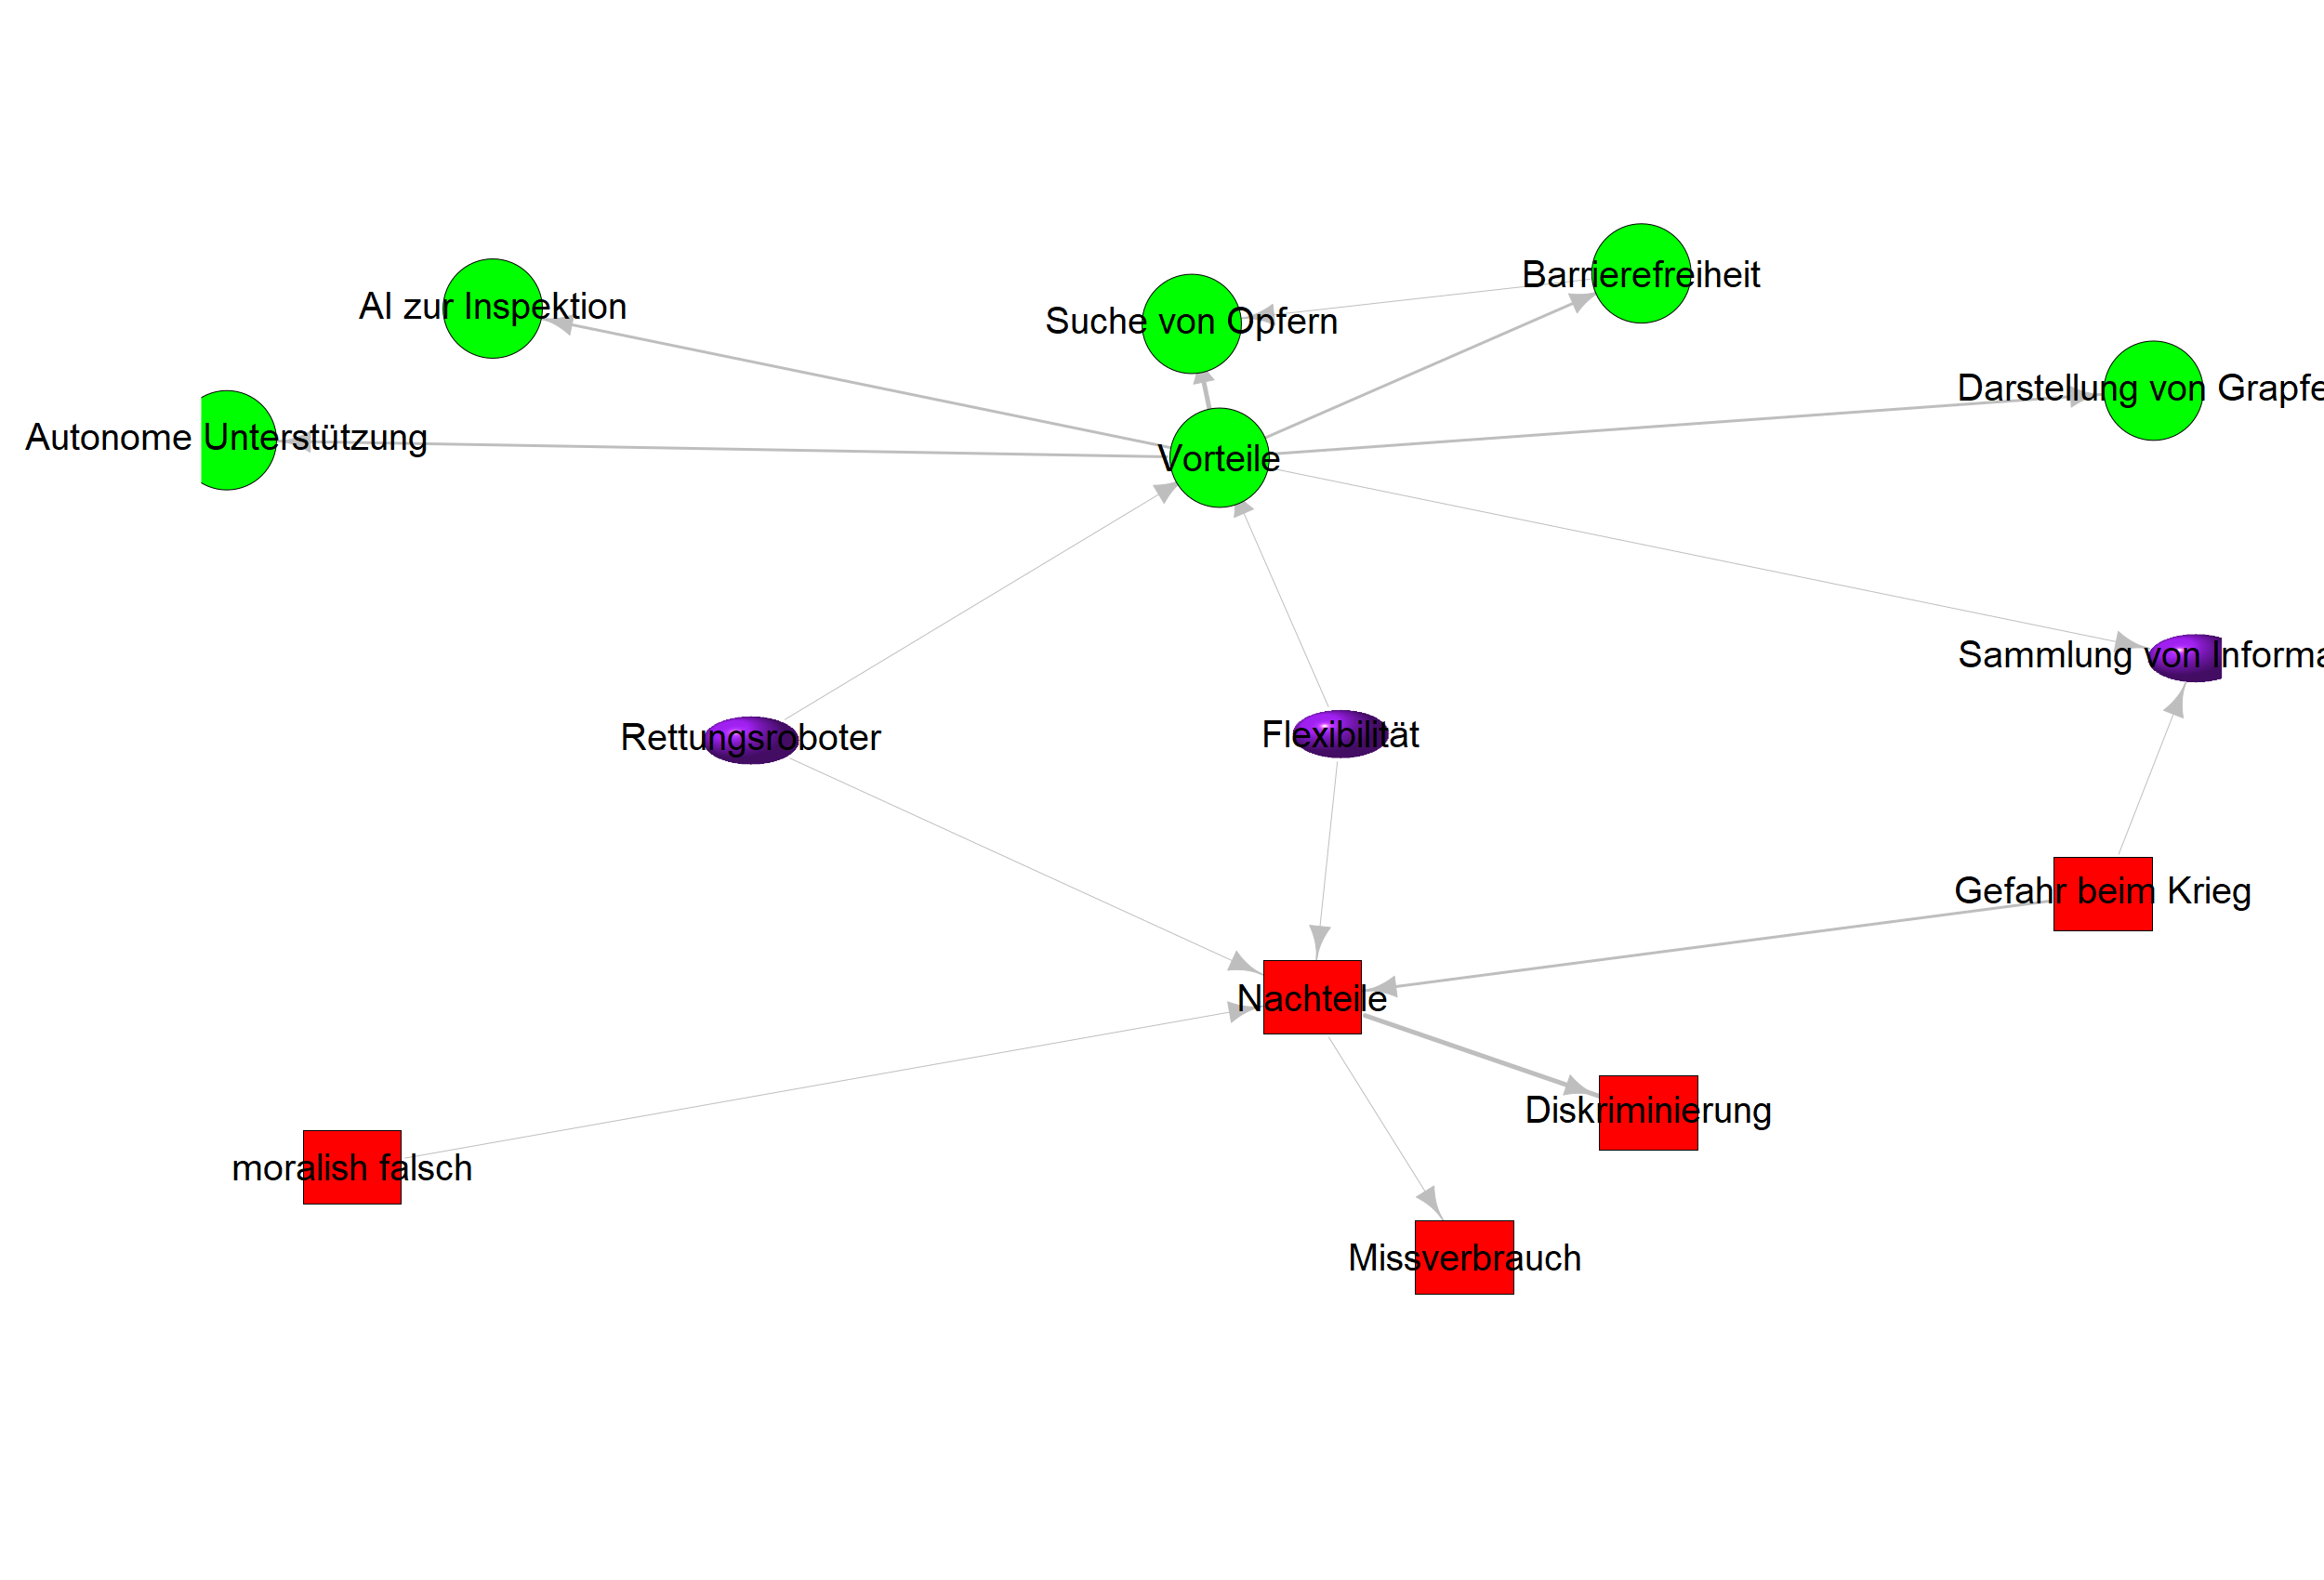 Barrierefreiheit
AI zur Inspektion
Suche von Opfern
Darstellung von Grapfe
Autonome Unterstützung
Vorteile
Sammlung von Informa
Rettungsroboter
Flexibilität
Gefahr beim Krieg
Nachteile
Diskriminierung
moralish falsch
Missverbrauch